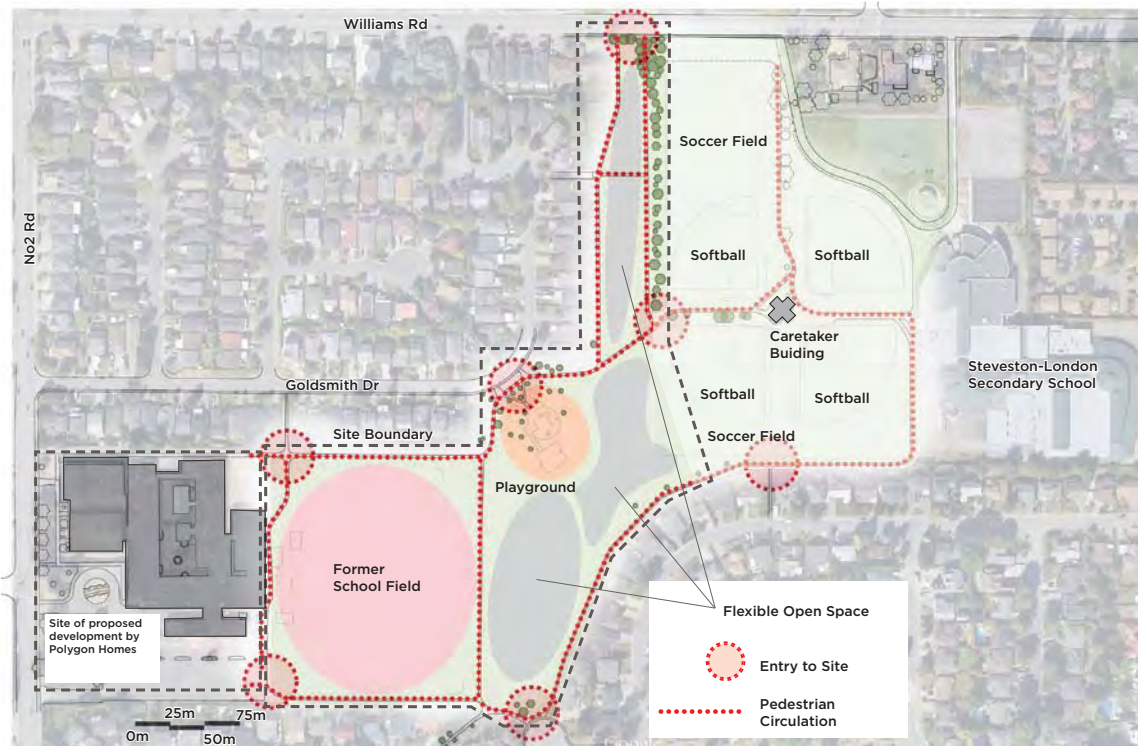 Williams Rd
No2 Rd
Soccer Field
Softball
Softball
Caretaker
Buiding
Steveston-London
Secondary School
Goldsmith Dr
Softball
Softball
Site Boundary
Soccer Field
Playground
Former
School Field
Site of proposed
development by
Polygon Homes
Flexible Open Space
Entry to Site
Pedestrian
Circulation
25m
75m
0m
50m